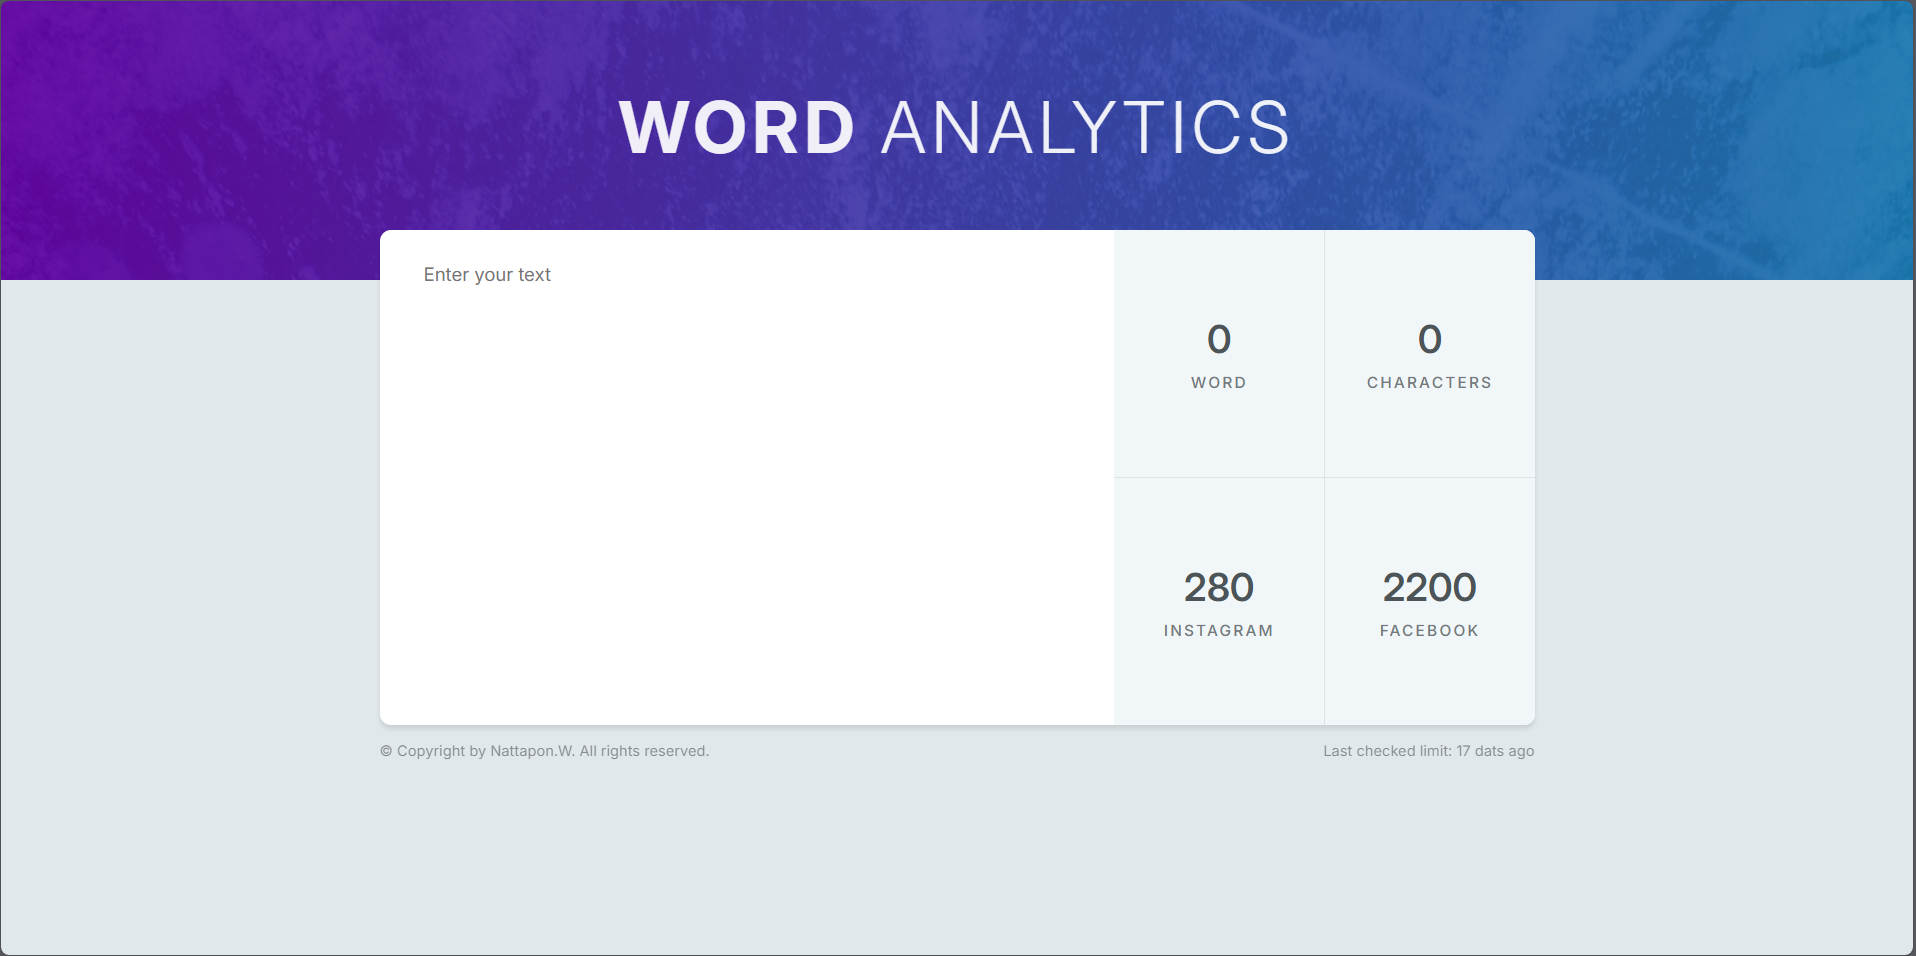 WORD ANALYTICS
Enter your text
0
WORD
0
CHARACTERS
280
INSTAGRAM
2200
FACEBOOK
© Copyright by Nattapon.W. All rights reserved.
Last checked limit: 17 dats ago